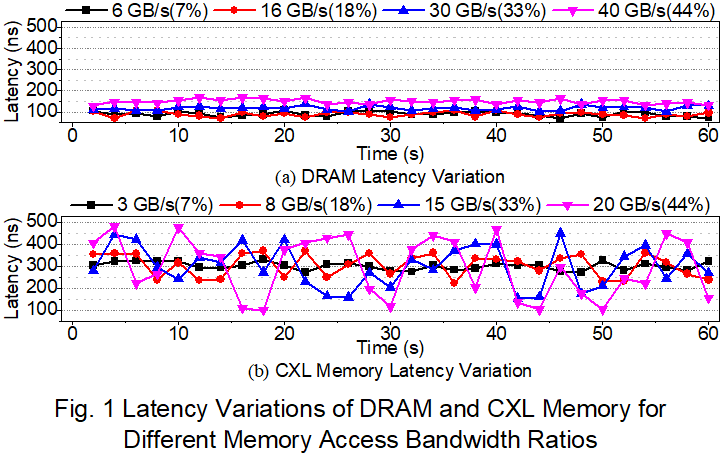 6 GB/s(7%) 16 GB/s(18%) 30 GB/s(33%) 40 GB/s(44%)
Latency (ns)
500
400
300
200
100
0 10 20 30 40 50 60
Time (s)
(a) DRAM Latency Variation
3 GB/s(7%) 8 GB/s(18%) 15 GB/s(33%) 20 GB/s(44%)
Latency (ns)
500
400
300
200
100
0 10 20 30 40 50 60
Time (s)
(b) CXL Memory Latency Variation
Fig. 1 Latency Variations of DRAM and CXL Memory for
Different Memory Access Bandwidth Ratios